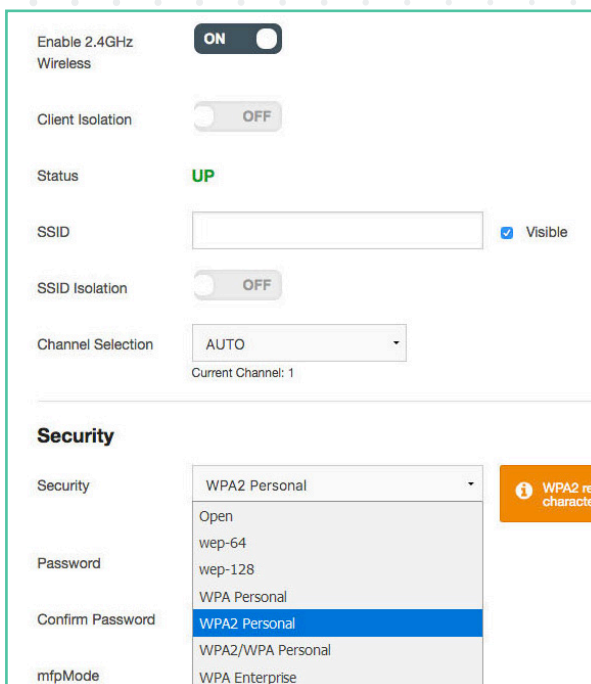 Enable 2.4GHz
Wireless
ON
Client Isolation
OFF
Status
UP
SSID
Visible
SSID Isolation
OFF
Channel Selection
AUTO
Current Channel: 1
Security
Security
WPA2 Personal
WPA2
Open
wep-64
Password
wep-128
WPA Personal
Confirm Password
WPA2 Personal
WPA2/WPA Personal
mfpMode
WPA Enterprise